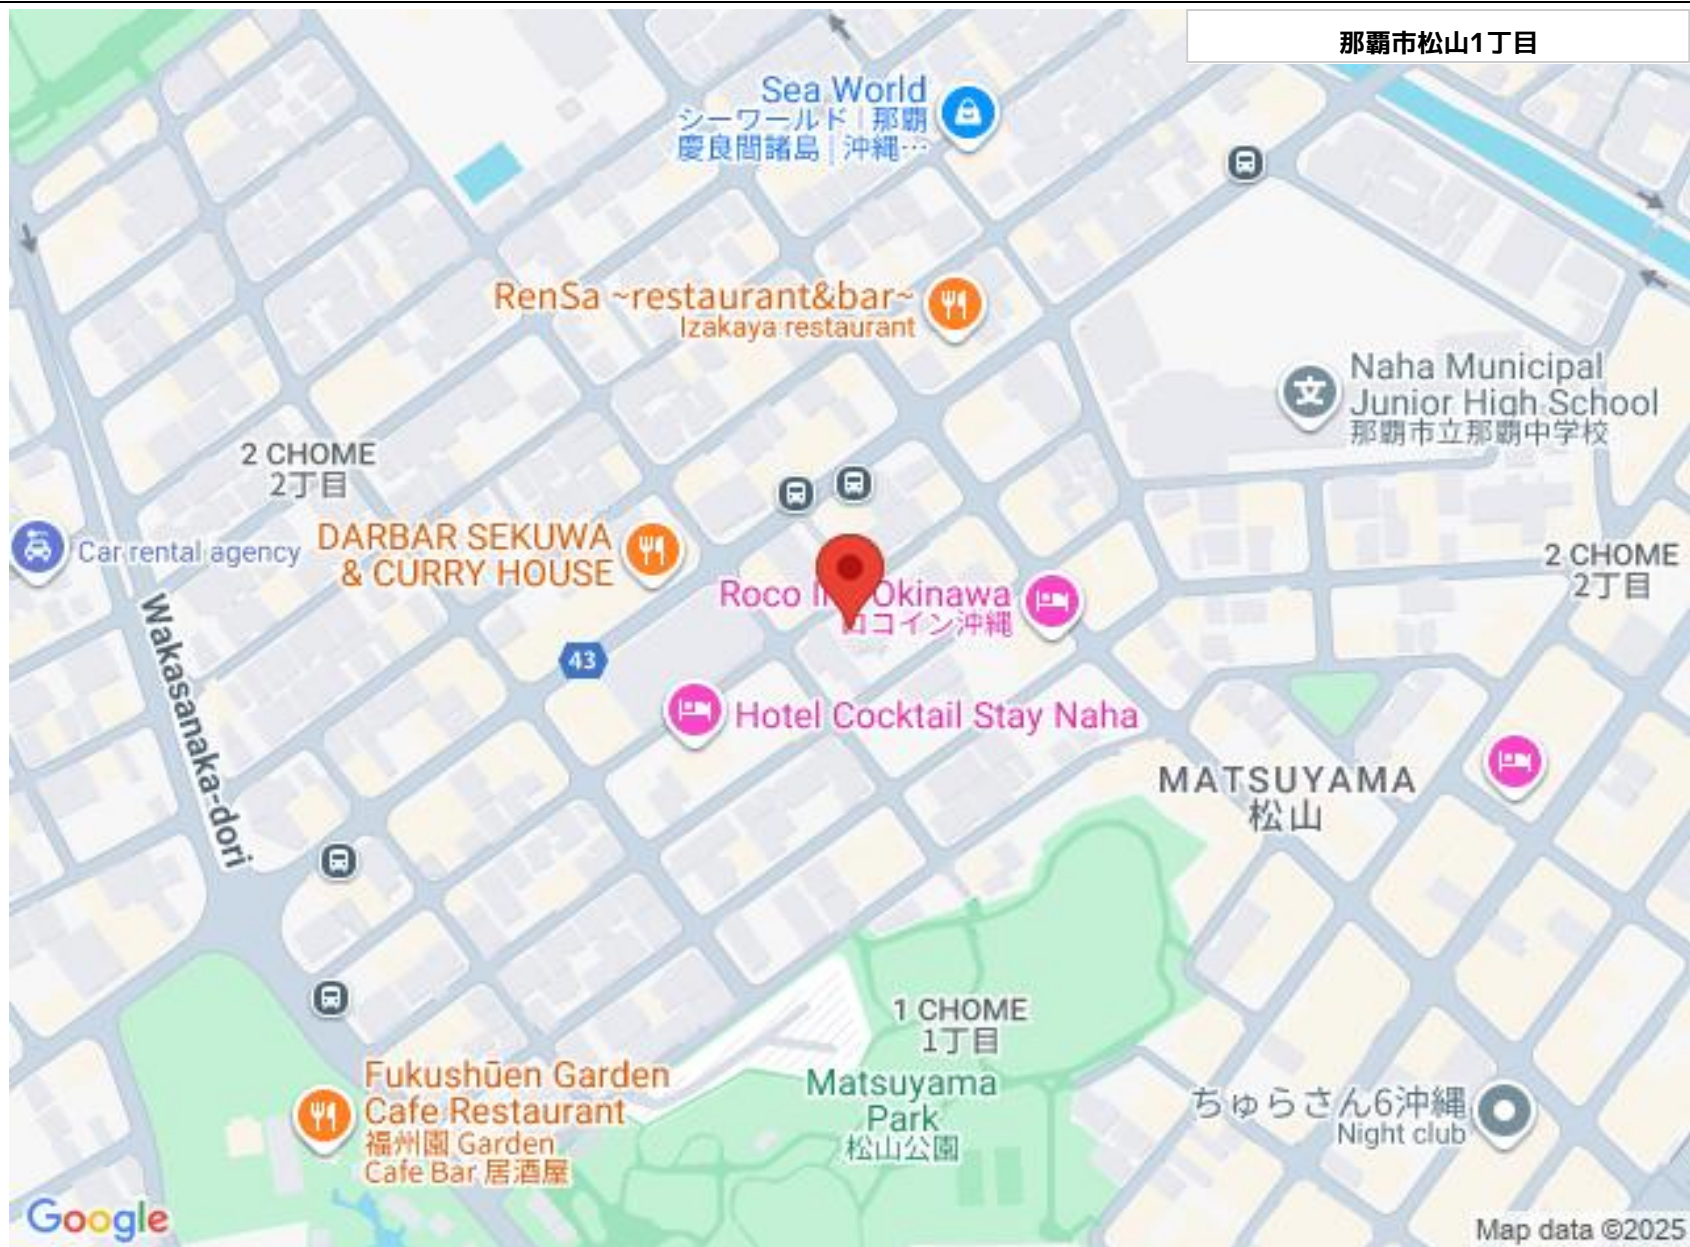 那覇市松山1丁目
Sea World
シーワールド | 那覇
慶良間諸島 | 沖縄…
RenSa ~restaurant&bar~
Izakaya restaurant
Naha Municipal
Junior High School
那覇市立那覇中学校
2 CHOME
2丁目
Car rental agency
DARBAR SEKUWA
& CURRY HOUSE
2 CHOME
2丁目
Roco Okinawa
ロコイン沖縄
Wakasanaka-dori
43
Hotel Cocktail Stay Naha
MATSUYAMA
松山
1 CHOME
1丁目
Matsuyama
Park
松山公園
Fukushūen Garden
Cafe Restaurant
福州園 Garden
Cafe Bar 居酒屋
ちゅらさん6沖縄
Night club
Google
Map data ©2025